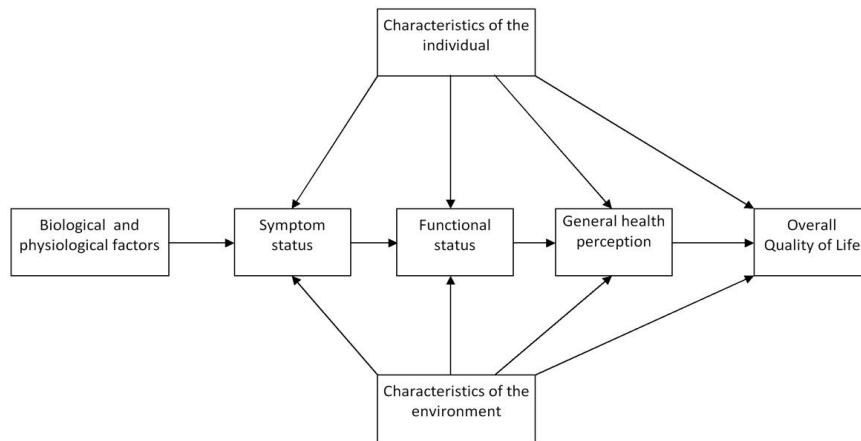 Characteristics of the
individual
Biological and
physiological factors
Symptom
status
Functional
status
General health
perception
Overall
Quality of Life
Characteristics of the
environment